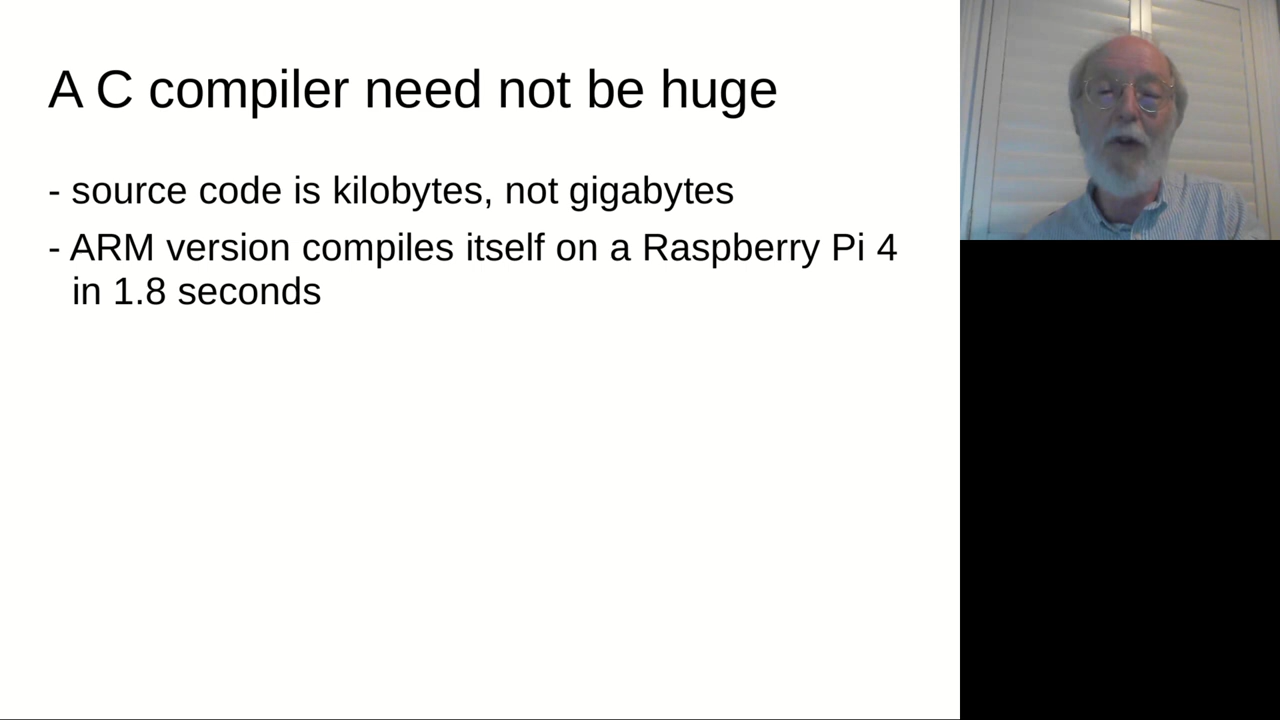 A C compiler need not be huge
- source code is kilobytes, not gigabytes
- ARM version compiles itself on a Raspberry Pi 4
in 1.8 seconds